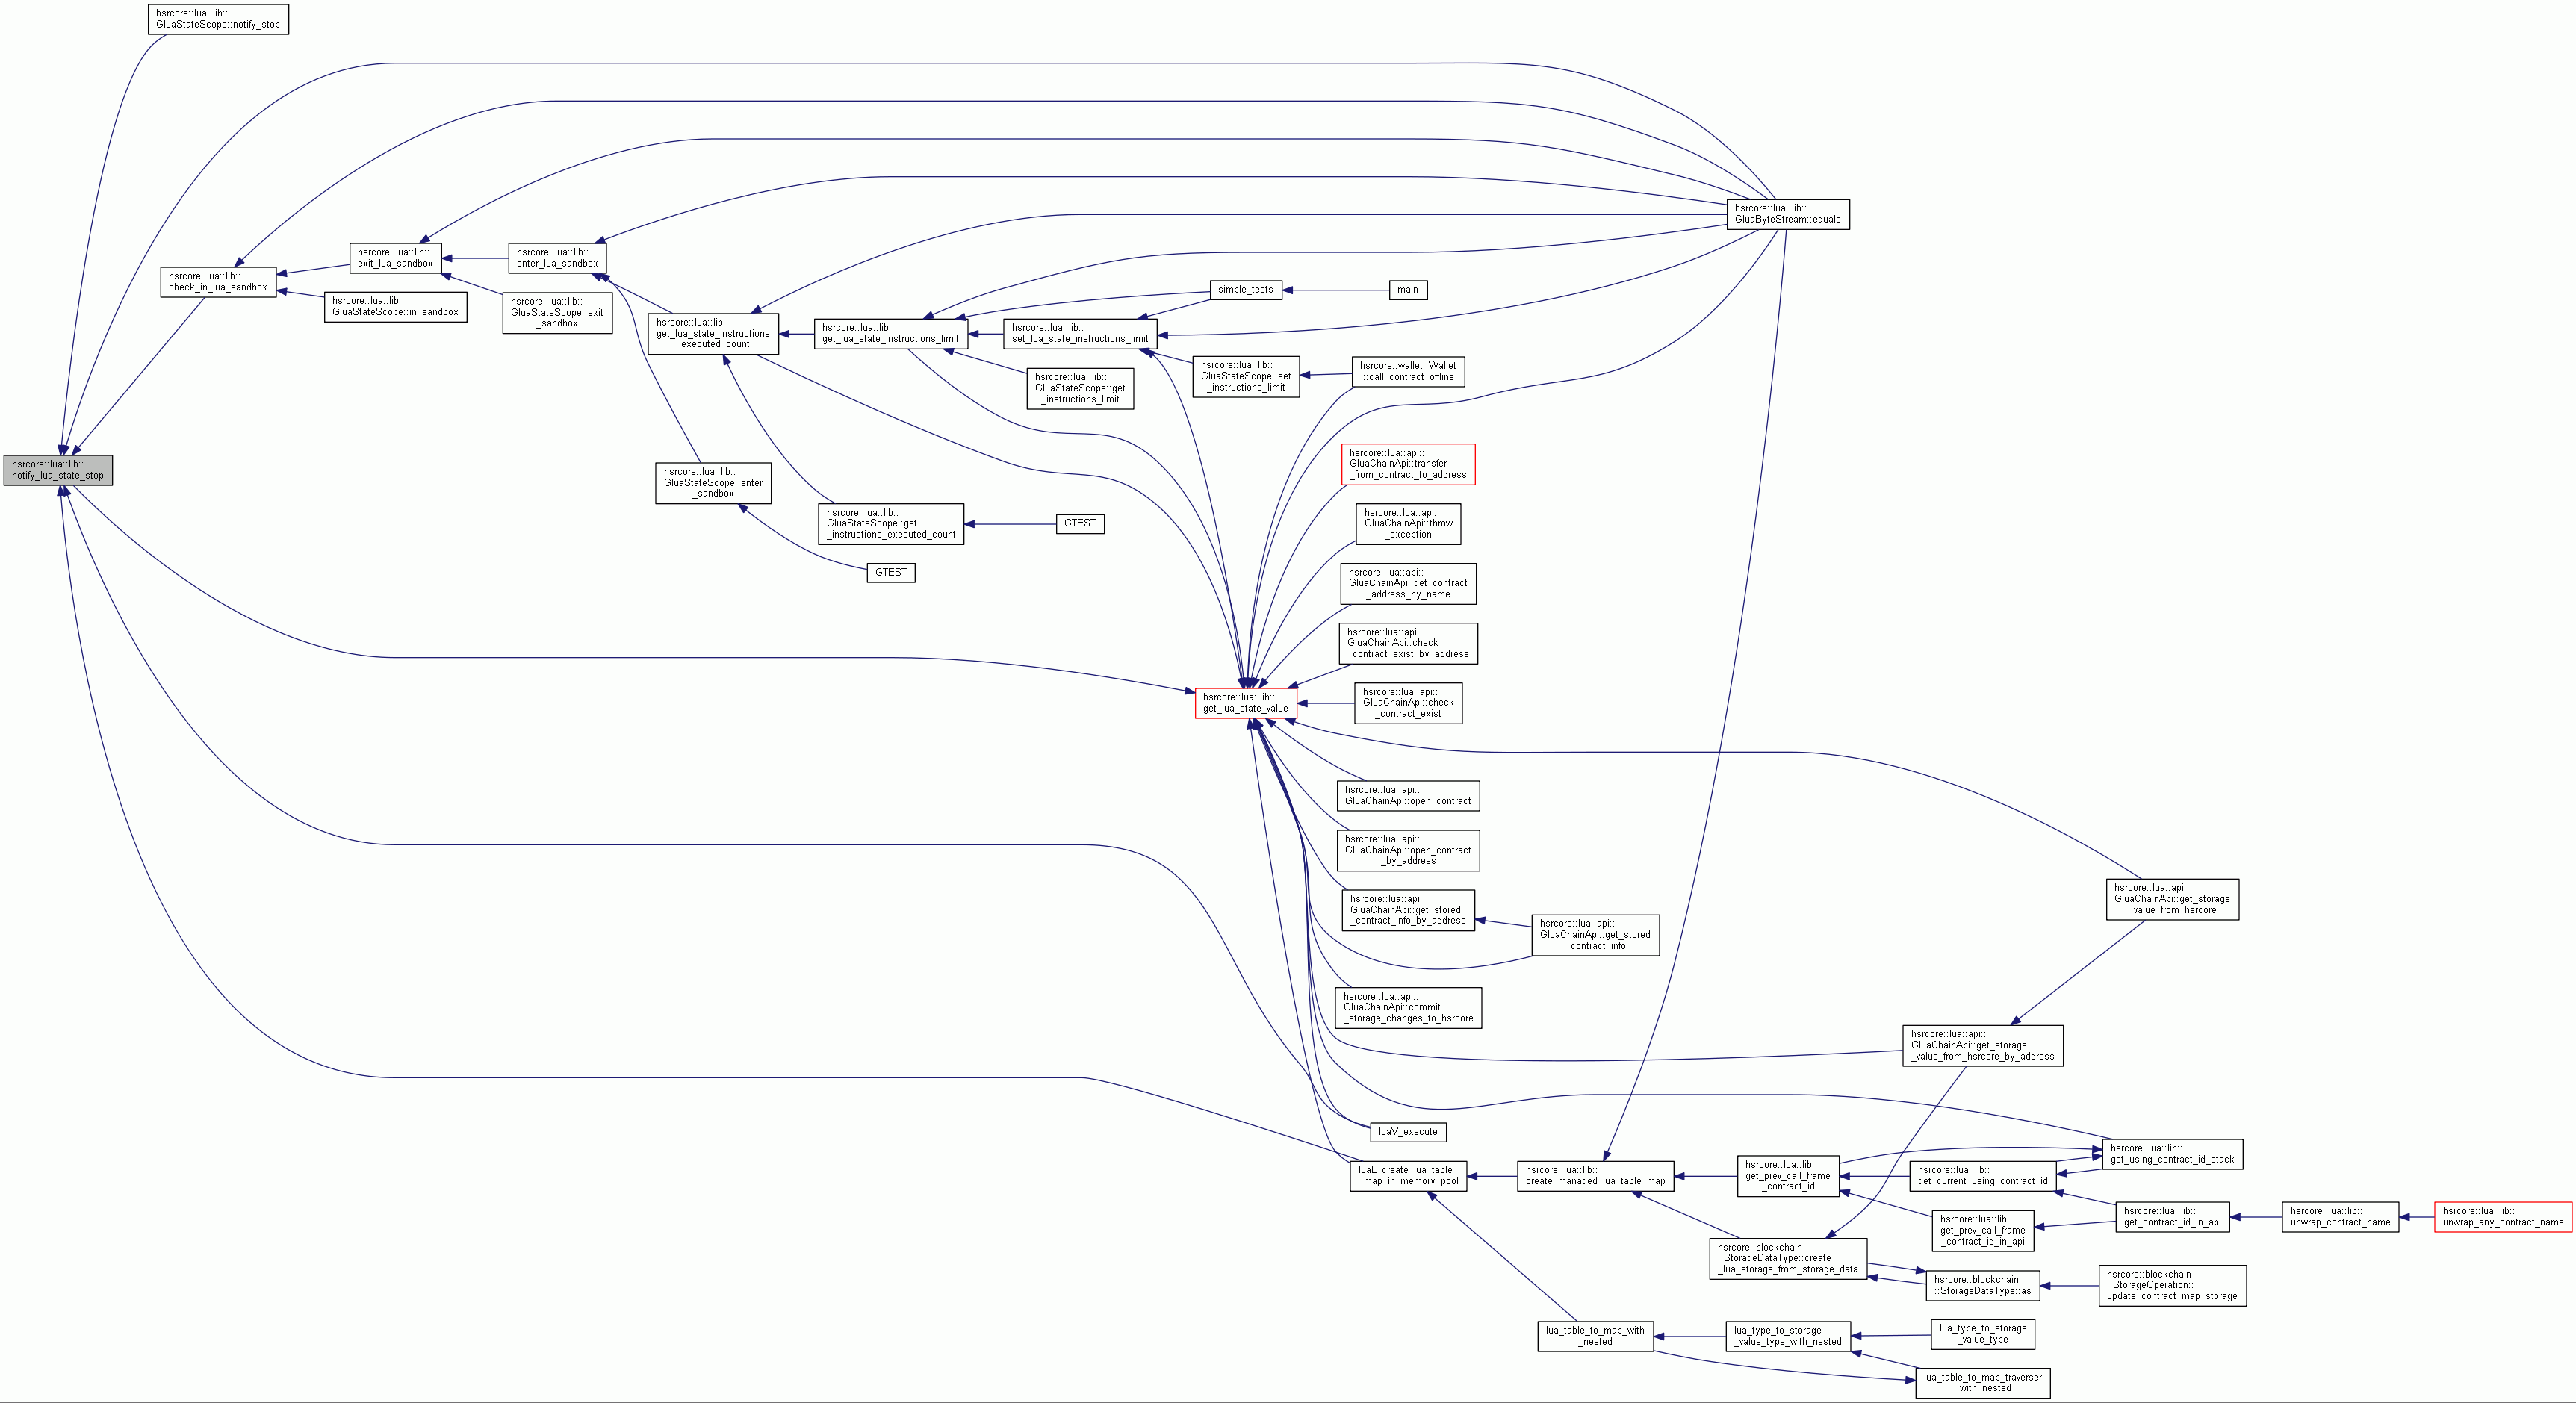 hsrcore::lua::lib::
GluaStateScope::notify_stop
hsrcore::lua::lib::
GluaByteStream::equals
hsrcore::lua::lib::
exit_lua_sandbox
hsrcore::lua::lib::
enter_lua_sandbox
hsrcore::lua::lib::
check_in_lua_sandbox
hsrcore::lua::lib::
GluaStateScope::in_sandbox
hsrcore::lua::lib::
GluaStateScope::exit
_sandbox
simple_tests
main
hsrcore::lua::lib::
get_lua_state_instructions
_executed_count
hsrcore::lua::lib::
get_lua_state_instructions_limit
hsrcore::lua::lib::
set_lua_state_instructions_limit
hsrcore::lua::lib::
GluaStateScope::get
_instructions_limit
hsrcore::lua::lib::
GluaStateScope::set
_instructions_limit
hsrcore::wallet::Wallet
::call_contract_offline
hsrcore::lua::lib::
notify_lua_state_stop
hsrcore::lua::lib::
GluaStateScope::enter
_sandbox
hsrcore::lua::api::
GluaChainApi::transfer
_from_contract_to_address
hsrcore::lua::lib::
GluaStateScope::get
_instructions_executed_count
GTEST
hsrcore::lua::api::
GluaChainApi::throw
_exception
GTEST
hsrcore::lua::api::
GluaChainApi::get_contract
_address_by_name
hsrcore::lua::api::
GluaChainApi::check
_contract_exist_by_address
hsrcore::lua::lib::
get_lua_state_value
hsrcore::lua::api::
GluaChainApi::check
_contract_exist
hsrcore::lua::api::
GluaChainApi::open_contract
hsrcore::lua::api::
GluaChainApi::open_contract
_by_address
hsrcore::lua::api::
GluaChainApi::get_stored
_contract_info_by_address
hsrcore::lua::api::
GluaChainApi::get_stored
_contract_info
hsrcore::lua::api::
GluaChainApi::get_storage
_value_from_hsrcore
hsrcore::lua::api::
GluaChainApi::commit
_storage_changes_to_hsrcore
hsrcore::lua::api::
GluaChainApi::get_storage
_value_from_hsrcore_by_address
luaV_execute
luaL_create_lua_table
_map_in_memory_pool
hsrcore::lua::lib::
create_managed_lua_table_map
hsrcore::lua::lib::
get_prev_call_frame
_contract_id
hsrcore::lua::lib::
get_current_using_contract_id
hsrcore::lua::lib::
get_using_contract_id_stack
hsrcore::lua::lib::
get_prev_call_frame
_contract_id_in_api
hsrcore::lua::lib::
get_contract_id_in_api
hsrcore::lua::lib::
unwrap_contract_name
hsrcore::lua::lib::
unwrap_any_contract_name
hsrcore::blockchain
::StorageDataType::create
_lua_storage_from_storage_data
hsrcore::blockchain
::StorageDataType::as
hsrcore::blockchain
::StorageOperation::
update_contract_map_storage
lua_table_to_map_with
_nested
lua_type_to_storage
_value_type_with_nested
lua_type_to_storage
_value_type
lua_table_to_map_traverser
_with_nested